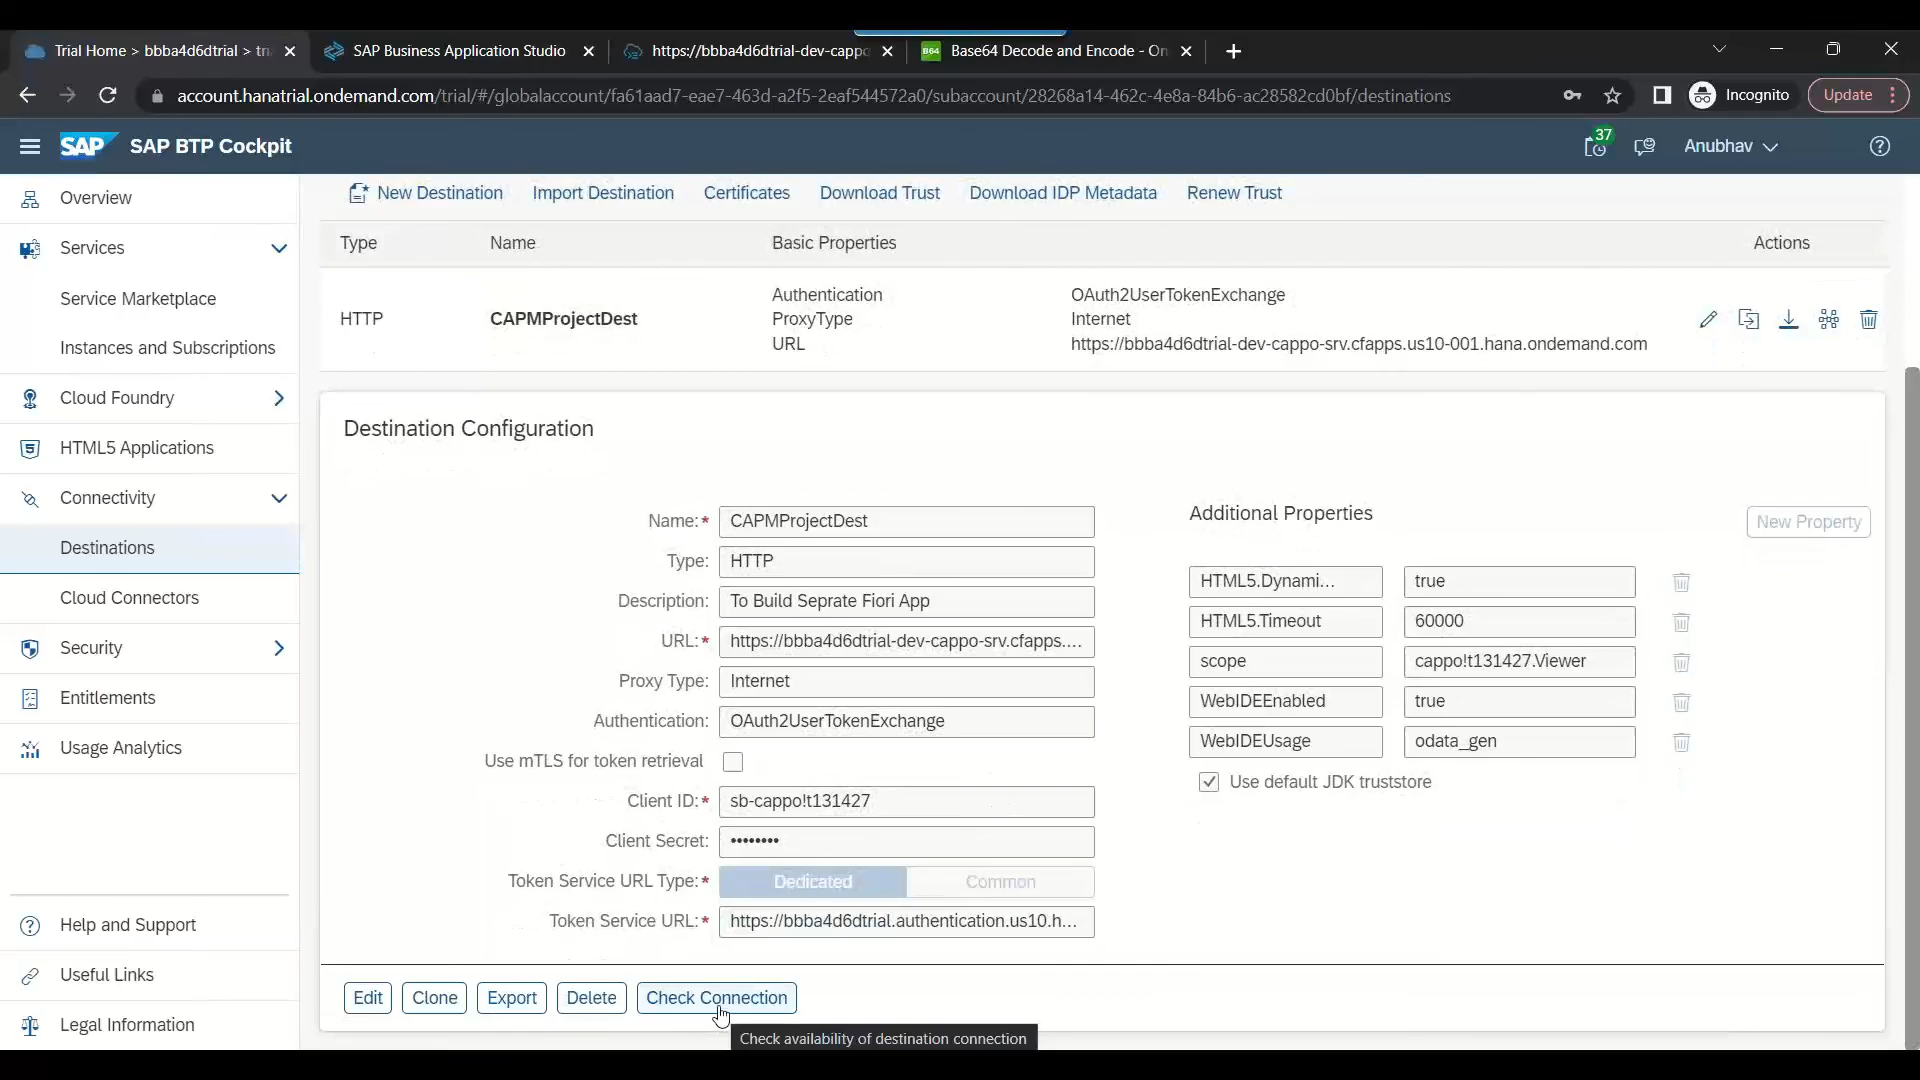 Trial Home > bbba4d6dtrial > tri
SAP Business Application Studio
https://bbba4d6dtrial-dev-cappo
B64
Base64 Decode and Encode - On
account.hanatrial.ondemand.com/trial/#/globalaccount/fa61aad7-eae7-463d-a2f5-2eaf544572a0/subaccount/28268a14-462c-4e8a-84b6-ac28582cd0bf/destinations
Incognito
Update
SAP
SAP BTP Cockpit
37
Anubhav
Overview
Services
Service Marketplace
Instances and Subscriptions
Cloud Foundry
HTML5 Applications
Connectivity
Destinations
Cloud Connectors
Security
Entitlements
Usage Analytics
Help and Support
Useful Links
Legal Information
New Destination
Import Destination
Certificates
Download Trust
Download IDP Metadata
Renew Trust
Type
Name
Basic Properties
Actions
HTTP
CAPMProjectDest
Authentication
OAuth2UserTokenExchange
ProxyType
Internet
URL
https://bbba4d6dtrial-dev-cappo-srv.cfapps.us10-001.hana.ondemand.com
Destination Configuration
Name:*
CAPMProjectDest
Type:
HTTP
Description:
To Build Seprate Fiori App
URL:*
https://bbba4d6dtrial-dev-cappo-srv.cfapps....
Proxy Type:
Internet
Authentication:
OAuth2UserTokenExchange
Use mTLS for token retrieval
Client ID:*
sb-cappo!t131427
Client Secret:
••••••••
Token Service URL Type:*
Dedicated
Common
Token Service URL:*
https://bbba4d6dtrial.authentication.us10.h...
Additional Properties
New Property
HTML5.Dynami...
true
HTML5.Timeout
60000
scope
cappo!t131427.Viewer
WebIDEEnabled
true
WebIDEUsage
odata_gen
Use default JDK truststore
Edit
Clone
Export
Delete
Check Connection
Check availability of destination connection